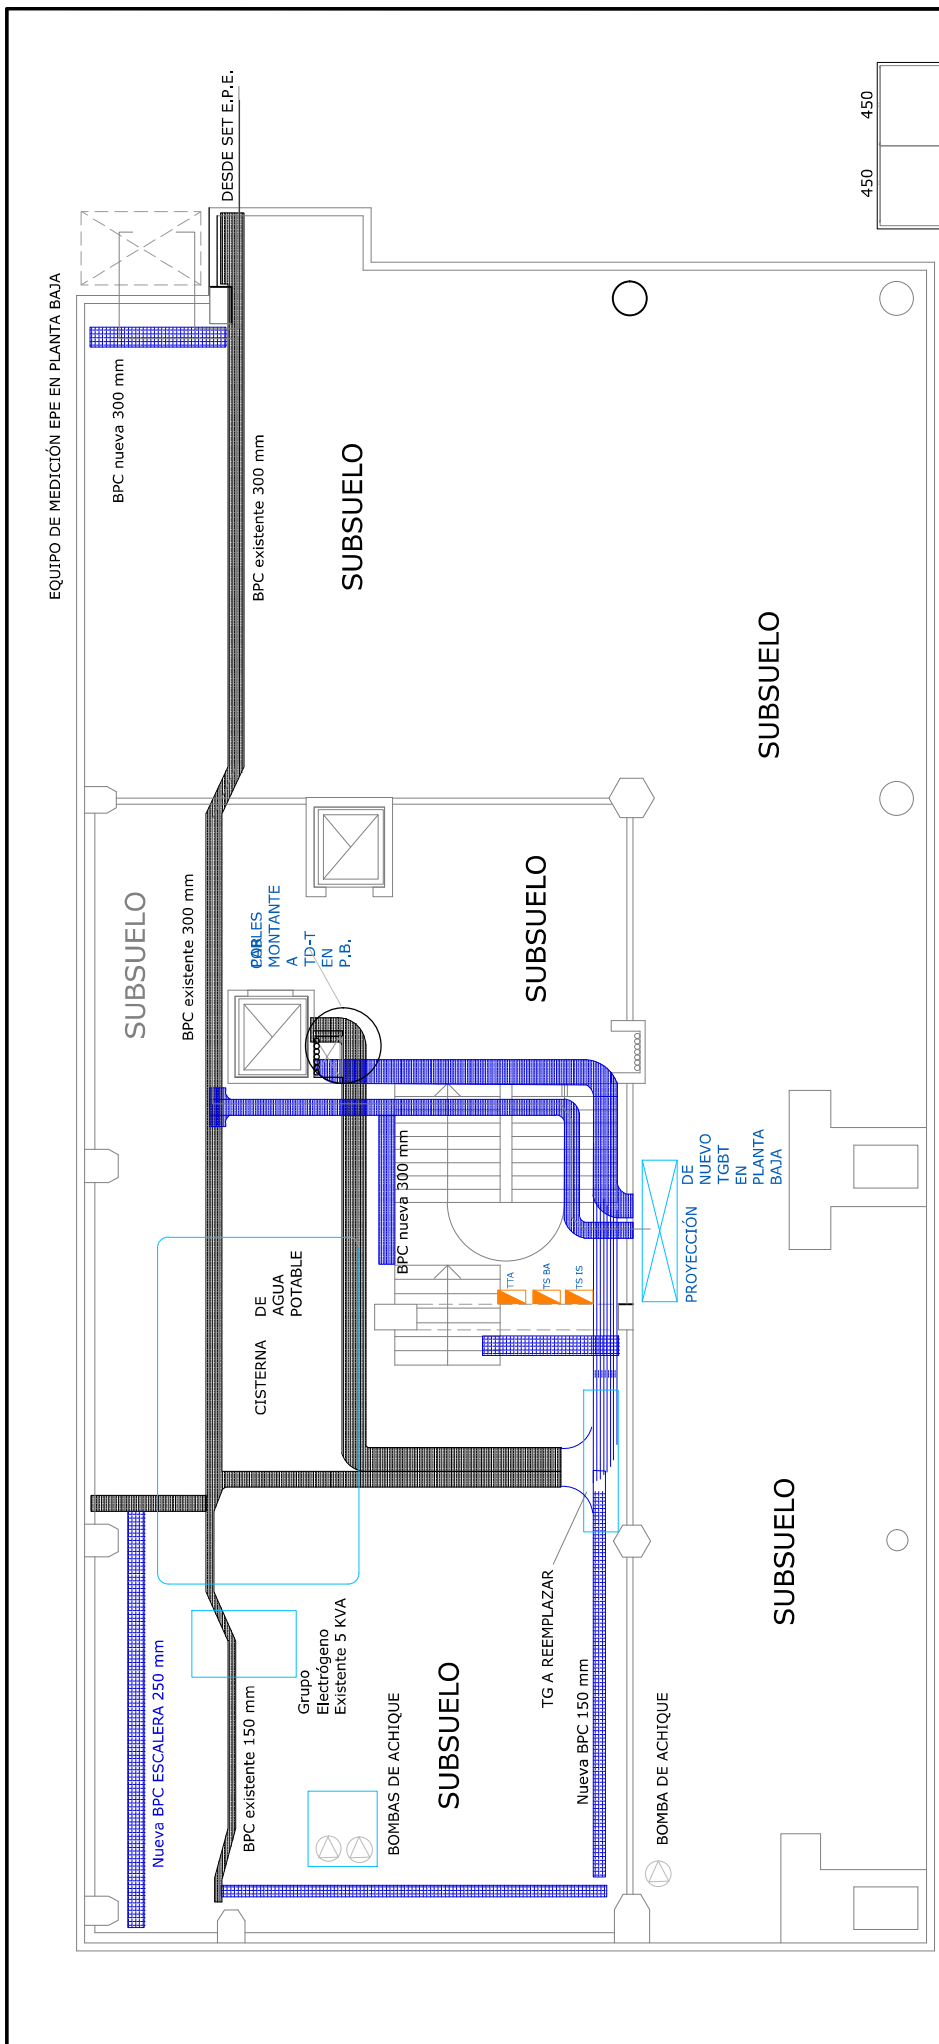 DESDE SET E.P.E.
450
450
EQUIPO DE MEDICIÓN EPE EN PLANTA BAJA
BPC nueva 300 mm
BPC existente 300 mm
SUBSUELO
SUBSUELO
SUBSUELO
BPC existente 300 mm
MONTANTE
A
TD-T
EN
P.B.
SUBSUELO
BPC nueva 300 mm
PROYECCIÓN DE
NUEVO
TGBT
EN
PLANTA
BAJA
CISTERNA DE
AGUA
POTABLE
TTA
TS BA
TS IS
Nueva BPC ESCALERA 250 mm
BPC existente 150 mm
Grupo
Electrógeno
Existente 5 KVA
BOMBAS DE ACHIQUE
SUBSUELO
TG A REEMPLAZAR
Nueva BPC 150 mm
BOMBA DE ACHIQUE
SUBSUELO